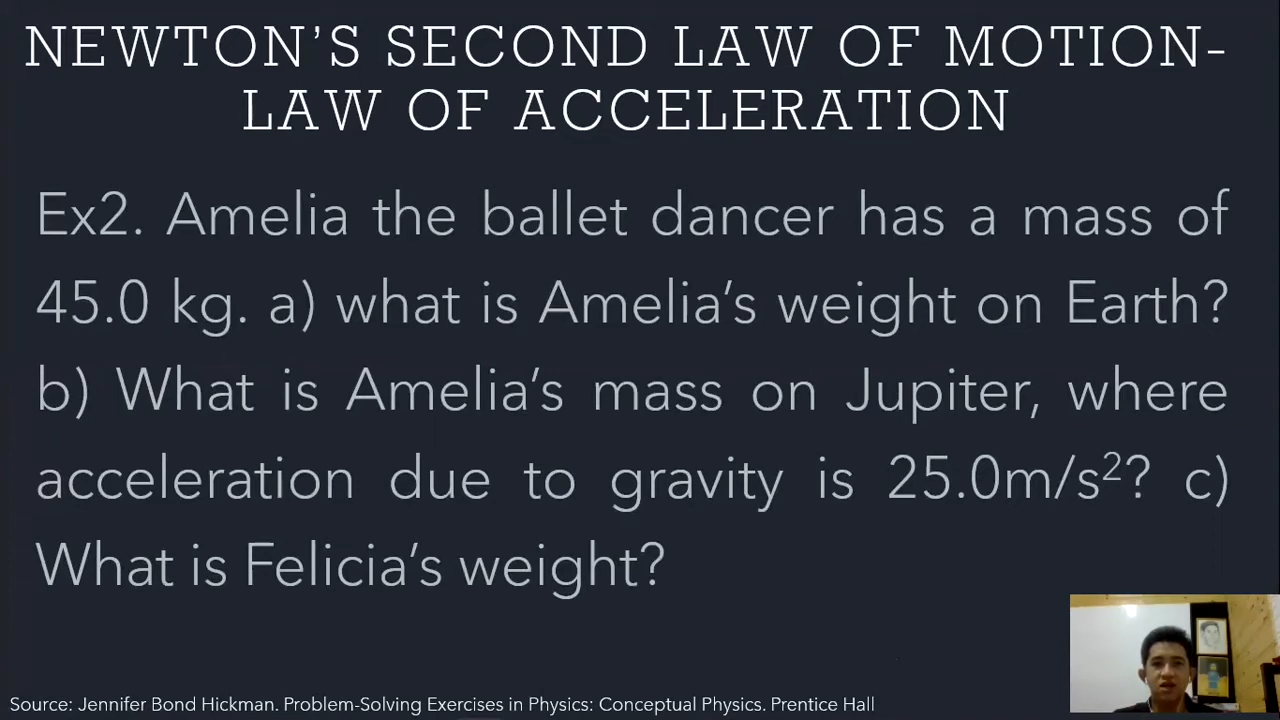 NEWTON’S SECOND LAW OF MOTION-
LAW OF ACCELERATION
Ex2. Amelia the ballet dancer has a mass of
45.0 kg. a) what is Amelia’s weight on Earth?
b) What is Amelia’s mass on Jupiter, where
acceleration due to gravity is 25.0m/s²? c)
What is Felicia’s weight?
Source: Jennifer Bond Hickman. Problem-Solving Exercises in Physics: Conceptual Physics. Prentice Hall